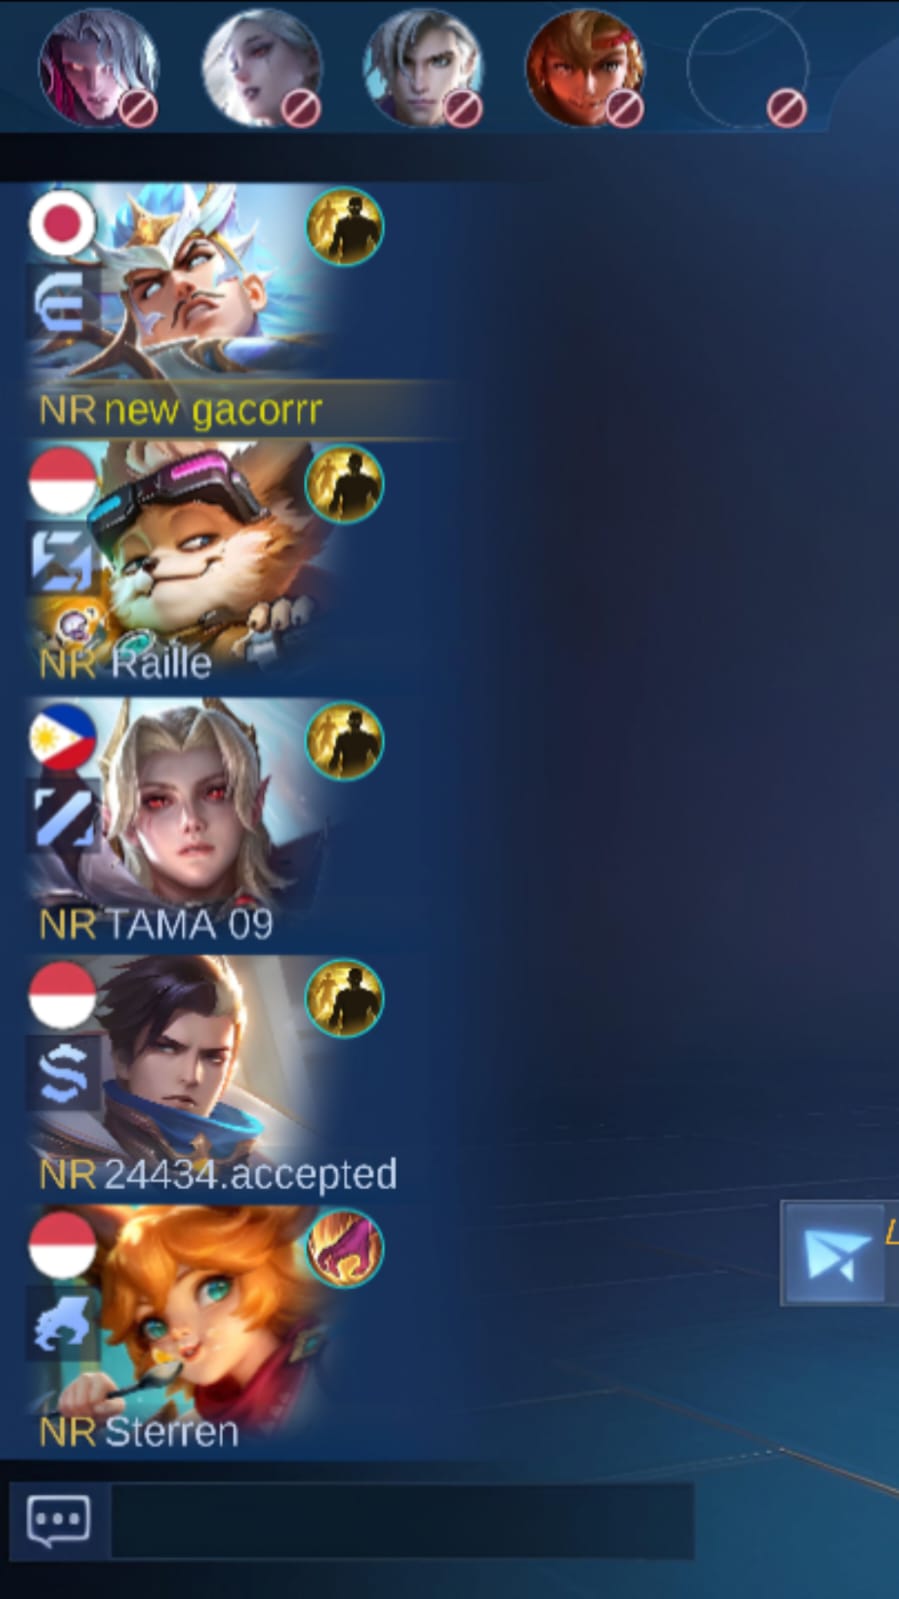 NR new gacorrr
NR Raille
NR TAMA 09
NR 24434.accepted
NR Sterren